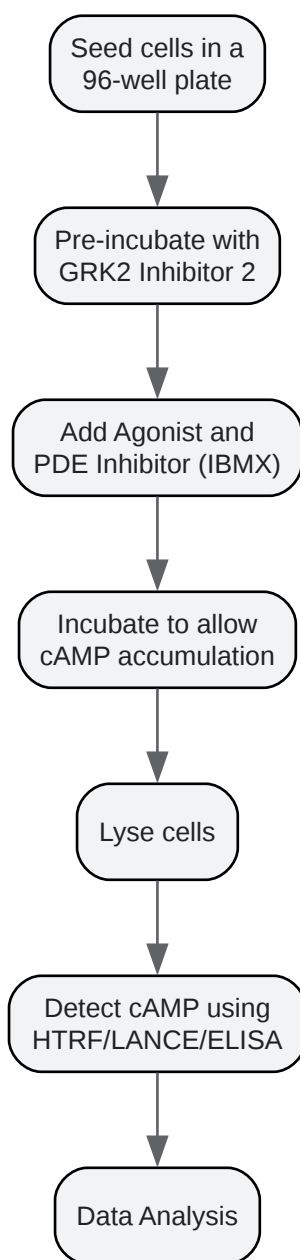 Seed cells in a
96-well plate
Pre-incubate with
GRK2 Inhibitor 2
Add Agonist and
PDE Inhibitor (IBMX)
Incubate to allow
cAMP accumulation
Lyse cells
Detect cAMP using
HTRF/LANCE/ELISA
Data Analysis